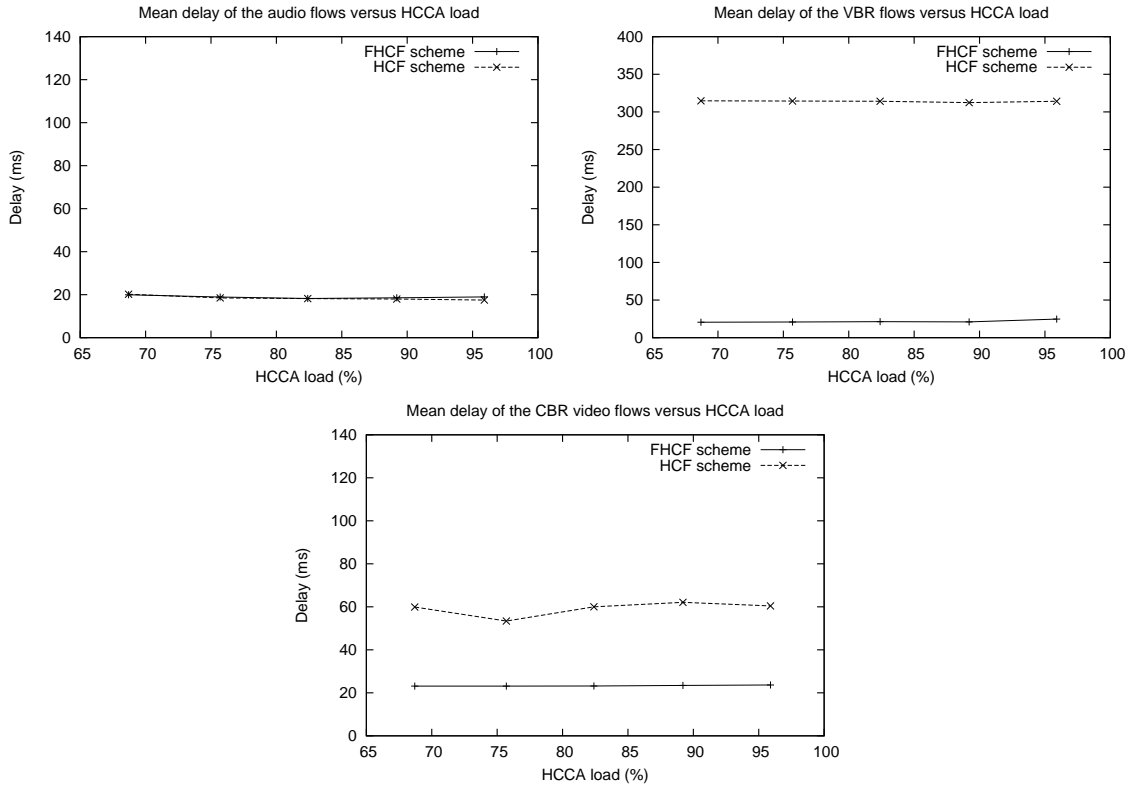 Mean delay of the audio flows versus HCCA load
140
120
100
80
60
40
20
0
Delay (ms)
FHCF scheme
HCF scheme
65 70 75 80 85 90 95 100
HCCA load (%)
Mean delay of the VBR flows versus HCCA load
400
350
300
250
200
150
100
50
0
Delay (ms)
FHCF scheme
HCF scheme
65 70 75 80 85 90 95 100
HCCA load (%)
Mean delay of the CBR video flows versus HCCA load
140
120
100
80
60
40
20
0
Delay (ms)
FHCF scheme
HCF scheme
65 70 75 80 85 90 95 100
HCCA load (%)